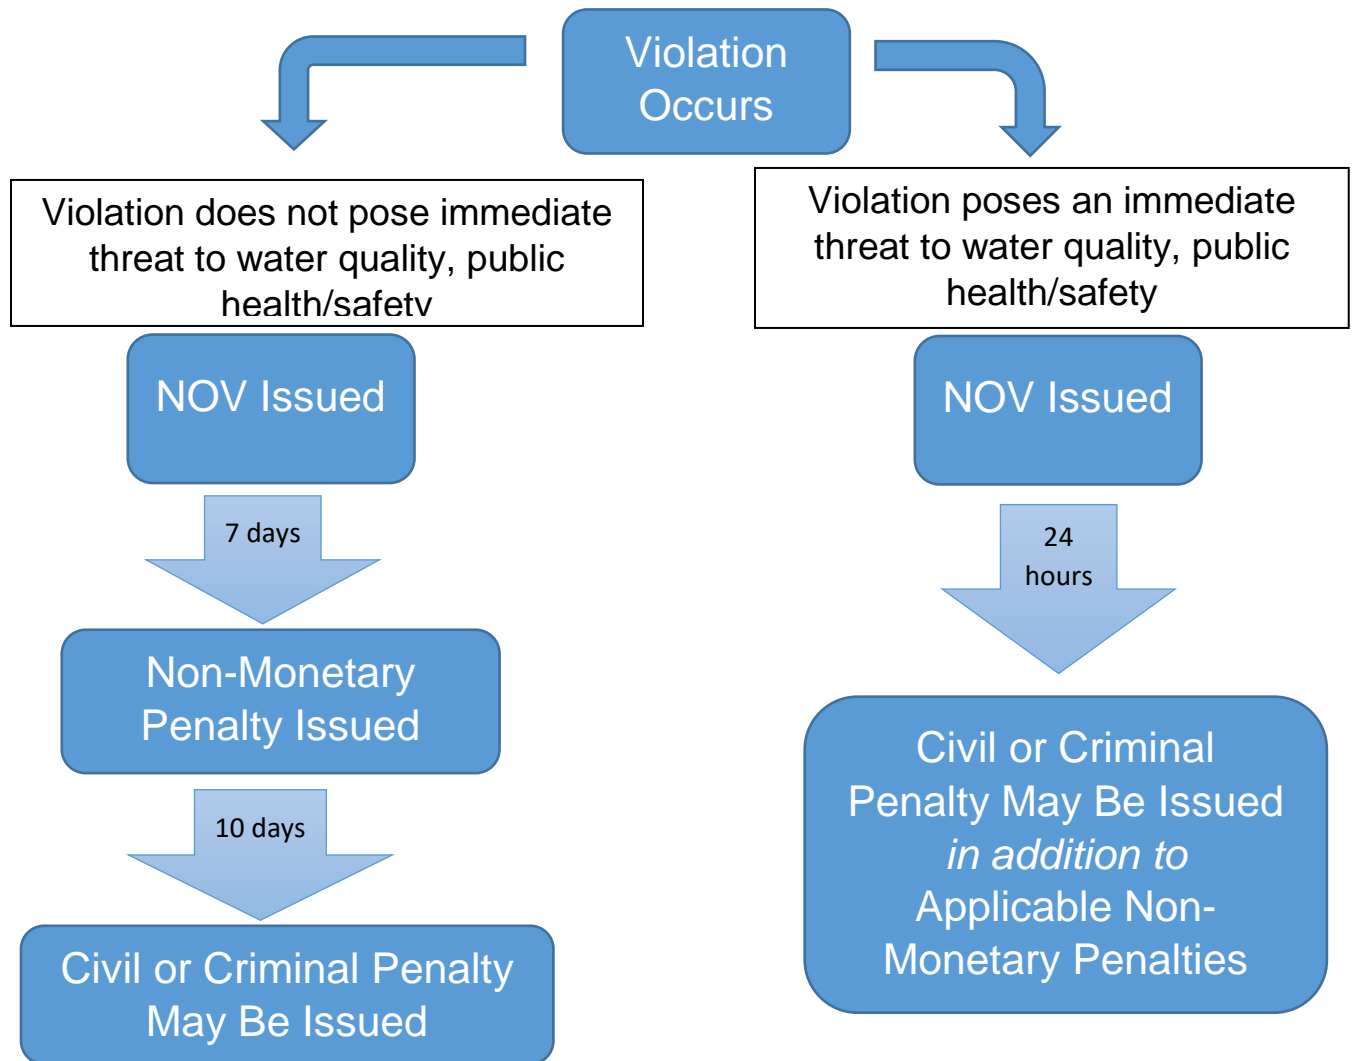 Violation
Occurs
Violation does not pose immediate
threat to water quality, public
health/safety
NOV Issued
7 days
Non-Monetary
Penalty Issued
10 days
Civil or Criminal Penalty
May Be Issued
Violation poses an immediate
threat to water quality, public
health/safety
NOV Issued
24
hours
Civil or Criminal
Penalty May Be Issued
in addition to
Applicable Non-
Monetary Penalties